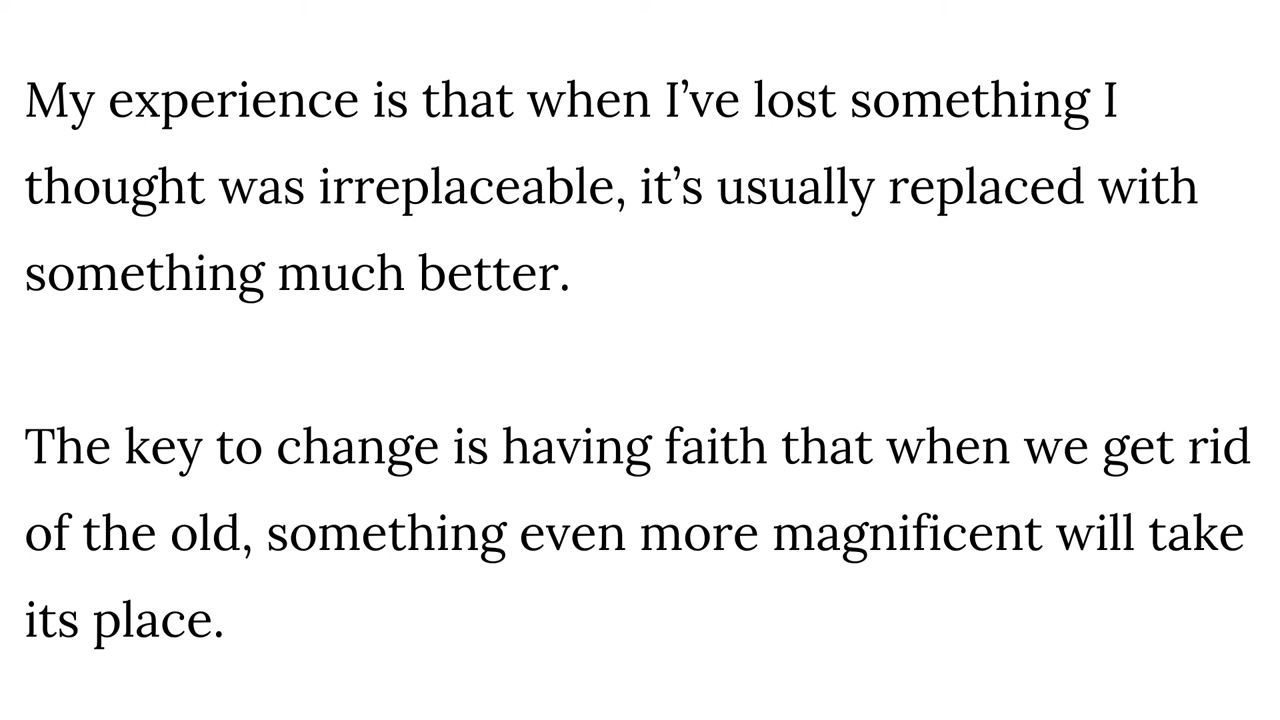 My experience is that when I’ve lost something I
thought was irreplaceable, it’s usually replaced with
something much better.
The key to change is having faith that when we get rid
of the old, something even more magnificent will take
its place.